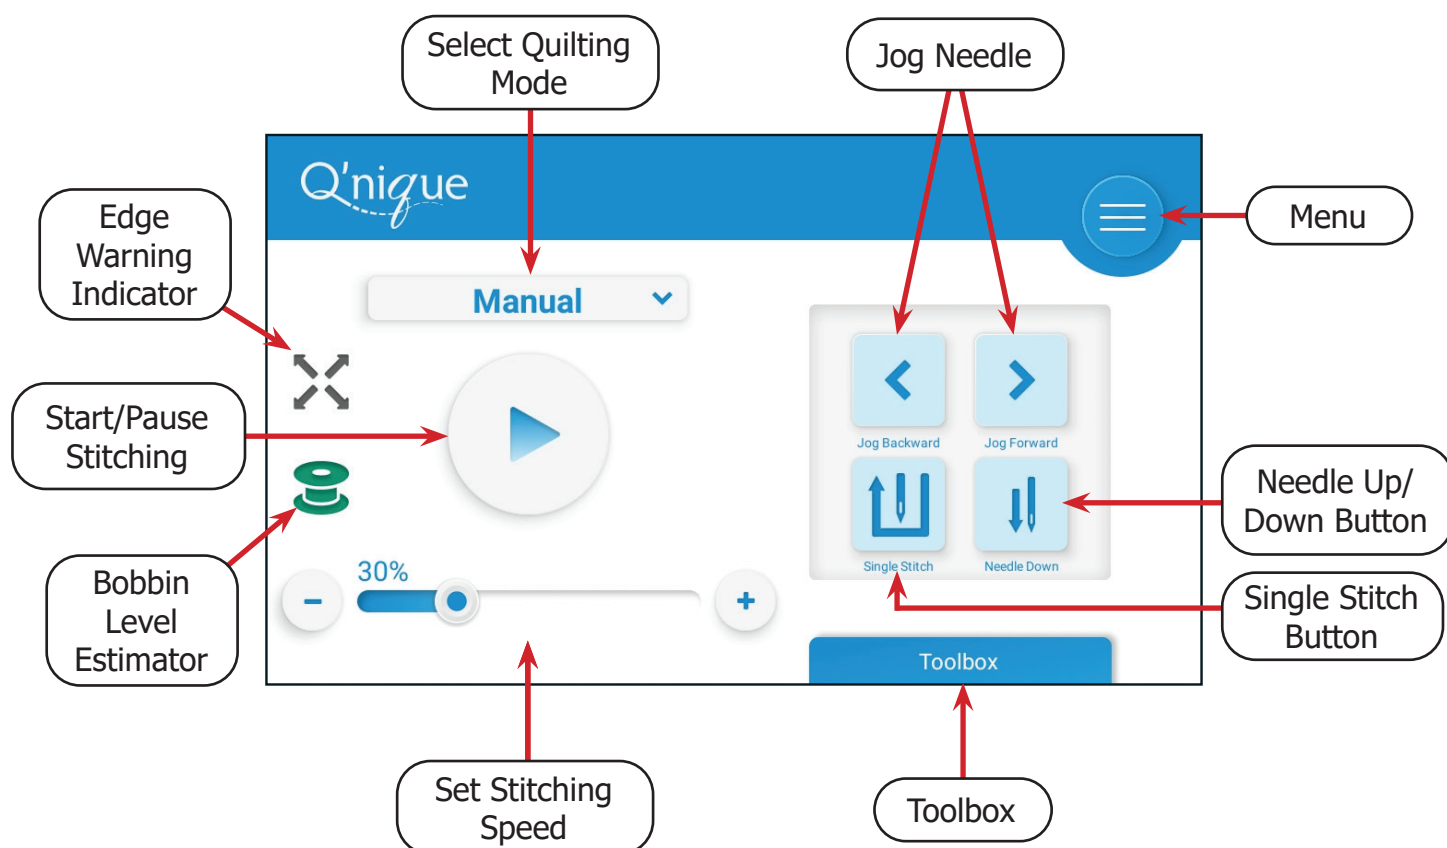 Select Quilting
Mode
Jog Needle
Q'nique
Edge
Warning
Indicator
Menu
Manual
Start/Pause
Stitching
Jog Backward
Jog Forward
Needle Up/
Down Button
Single Stitch
Needle Down
Bobbin
Level
Estimator
30%
-
+
Single Stitch
Button
Toolbox
Set Stitching
Speed
Toolbox